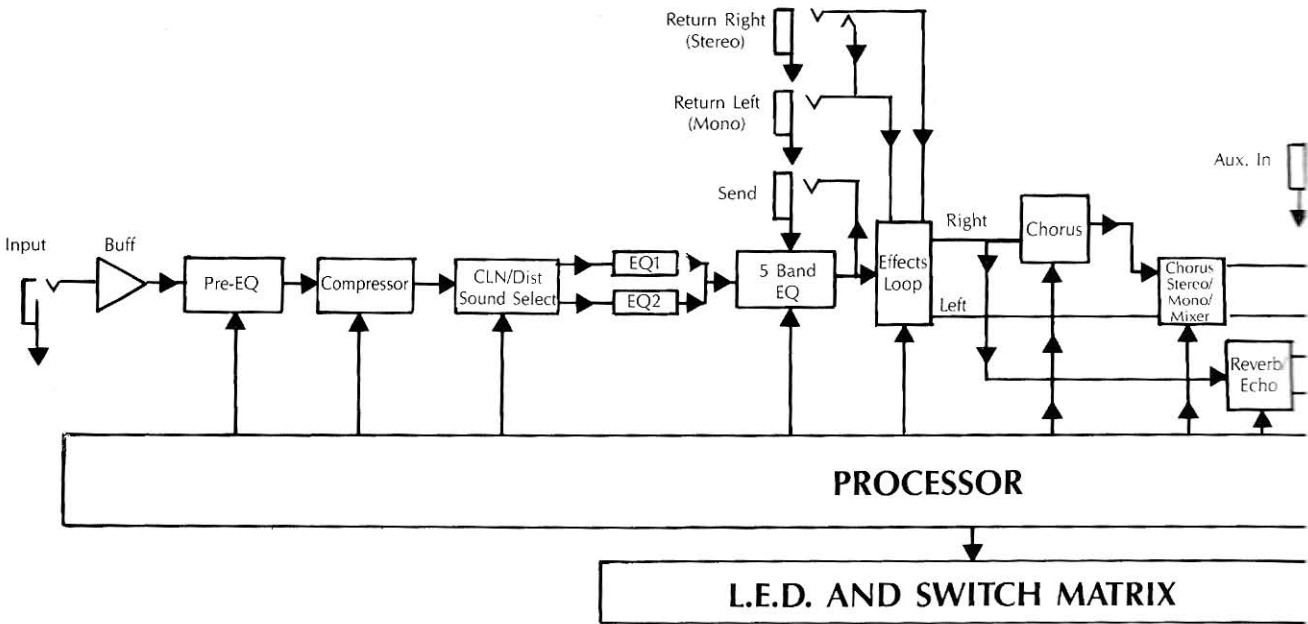 Return Right
(Stereo)
Return Left
(Mono)
Send
Aux. In
Input
Buff
Pre-EQ
Compressor
CLN/Dist
Sound Select
EQ1
EQ2
5 Band
EQ
Effects
Loop
Right
Left
Chorus
Chorus
Stereo/
Mono/
Mixer
Reverb/
Echo
PROCESSOR
L.E.D. AND SWITCH MATRIX